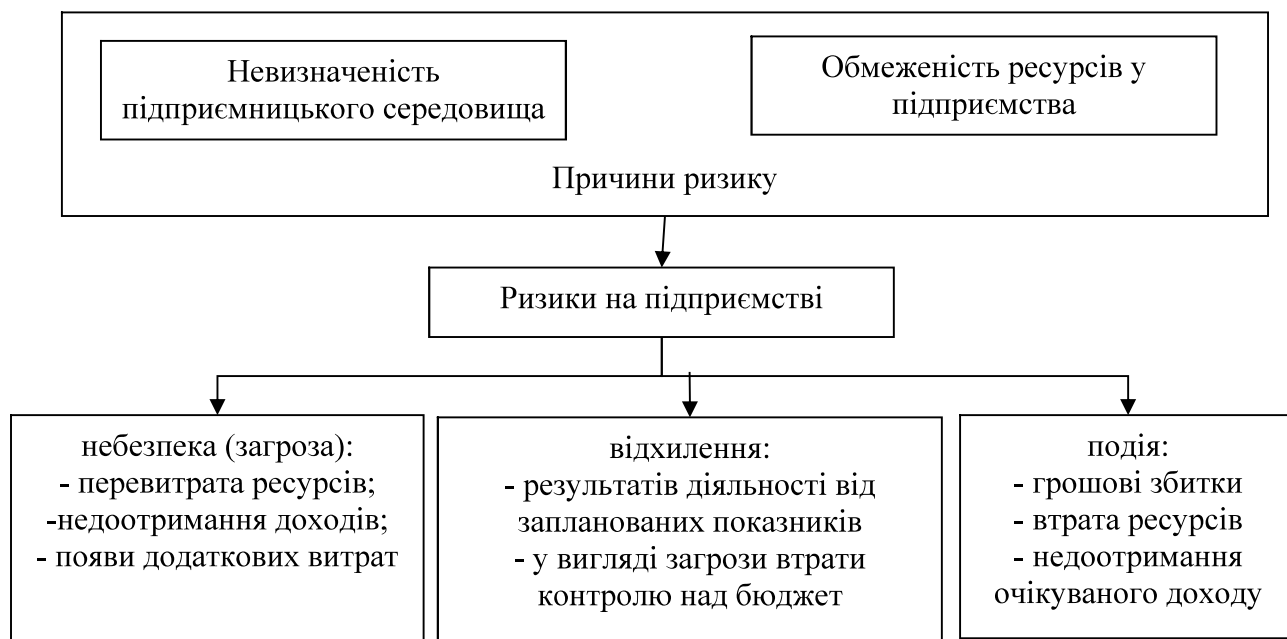 Невизначеність
підприємницького середовища
Обмеженість ресурсів у
підприємства
Причини ризику
Ризики на підприємстві
небезпека (загроза):
- перевитрата ресурсів;
-недоотримання доходів;
- появи додаткових витрат
відхилення:
- результатів діяльності від
запланованих показників
- у вигляді загрози втрати
контролю над бюджет
подія:
- грошові збитки
- втрата ресурсів
- недоотримання
очікуваного доходу